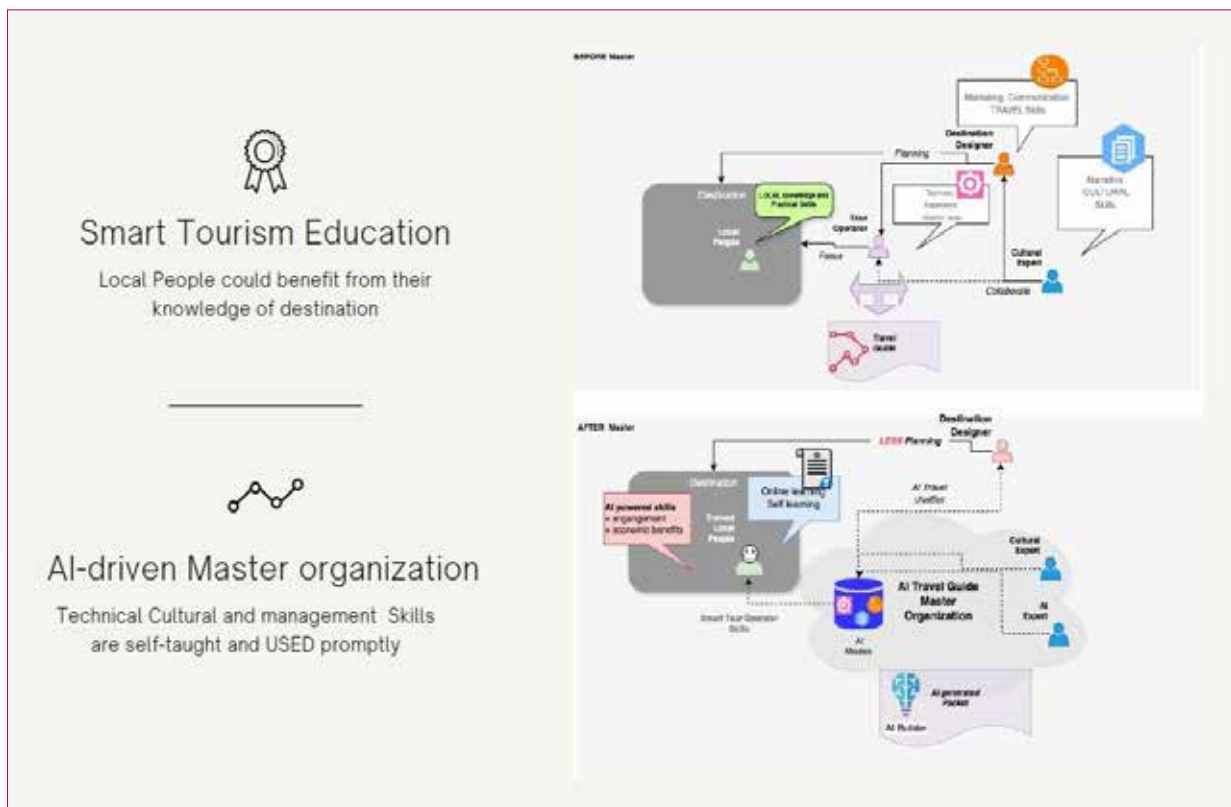 Smart Tourism Education
Local People could benefit from their
knowledge of destination
AI-driven Master organization
Technical Cultural and management Skills
are self-taught and USED promptly
BEFORE Master
Marketing, Communication
TRAVEL Skills
Destination
Designer
Planning
Narrative
CULTURAL
Skills
Destination
LOCAL knowledge and
Practical Skills
Local
People
Tour
Operator
Focus
Cultural
Expert
Collaborate
Travel
Guide
AFTER Master
Destination
Designer
LESS Planning
Destination
Online learning
Self learning
AI powered skills
+ engangement
+ economic benefits
Trained
Local
People
AI Travel
Cultural
Expert
AI Travel Guide
Master
Organization
AI
Expert
Smart Tour Operator
Skills
AI
AI generated
AI Builder